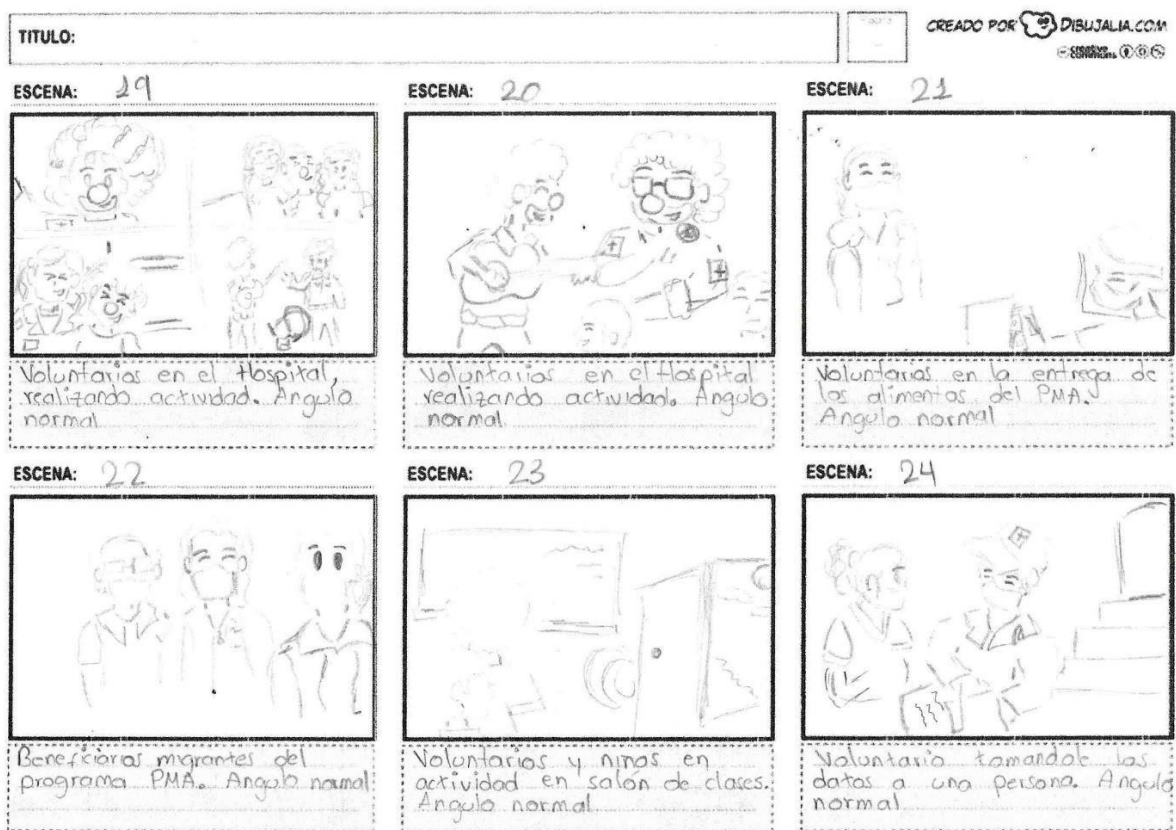 TITULO:
CREADO POR DIBUJALIA.COM
creative commons
ESCENA: 19
ESCENA: 20
ESCENA: 21
Voluntarios en el Hospital,
realizando actividad. Angulo
normal
Voluntarios en el Hospital
realizando actividad. Angulo
normal
Voluntarios en la entrega de
los alimentos del PMA.
Angulo normal
ESCENA: 22
ESCENA: 23
ESCENA: 24
Beneficiarios migrantes del
programa PMA. Angulo normal
Voluntarios y niños en
actividad en salón de clases.
Angulo normal
Voluntario tomandole los
datos a una persona. Angulo
normal